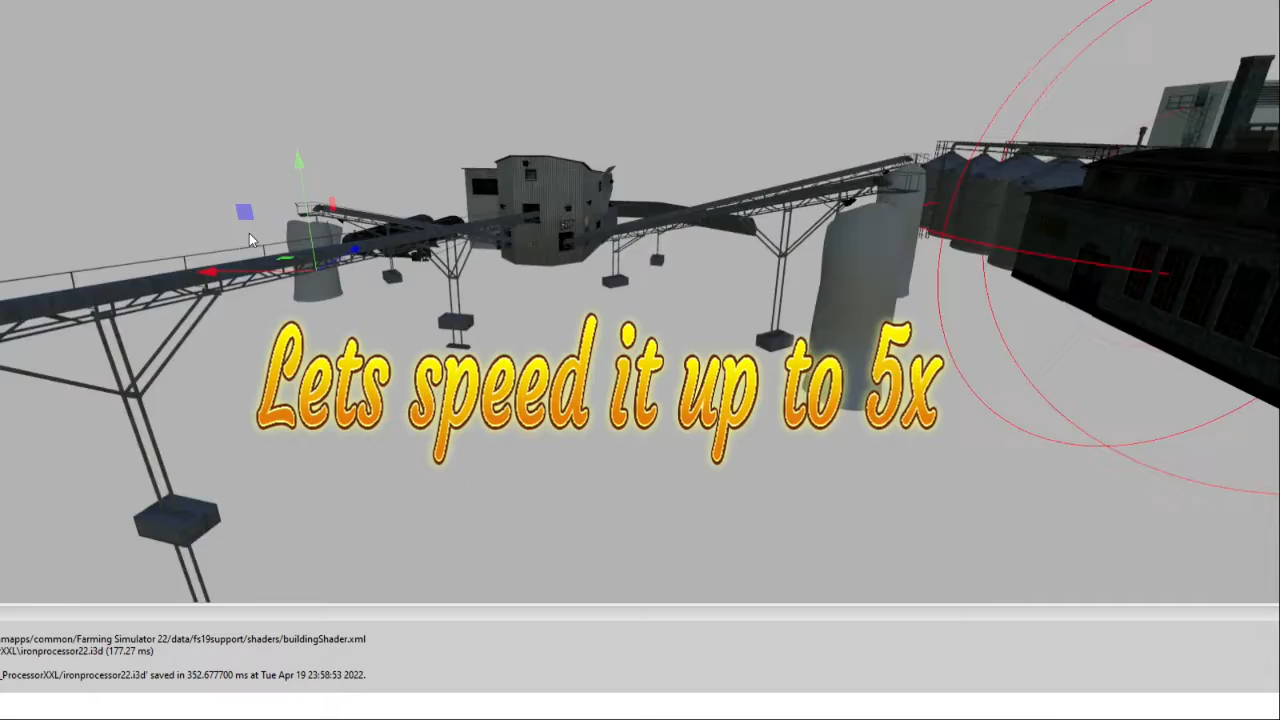 Lets speed it up to 5x
mapps/common/Farming Simulator 22/data/fs19support/shaders/buildingShader.xml
XXL\ironprocessor22.i3d (177.27 ms)
_ProcessorXXL/ironprocessor22.i3d' saved in 352.677700 ms at Tue Apr 19 23:58:53 2022.